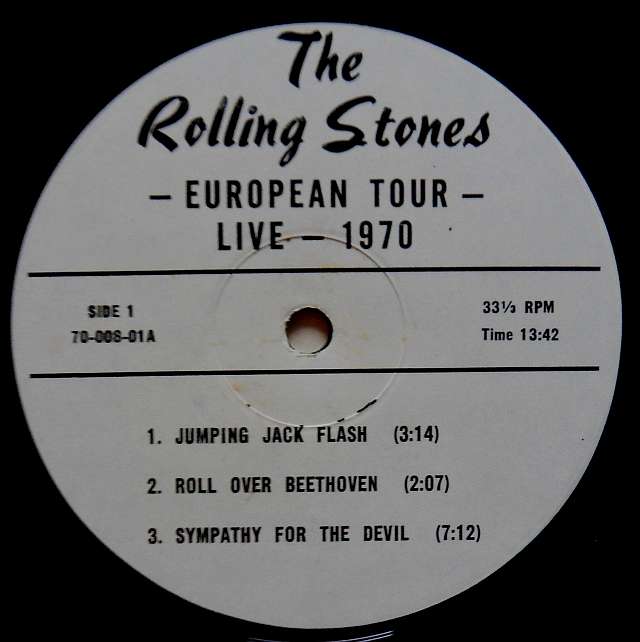 The
Rolling Stones
– EUROPEAN TOUR –
LIVE – 1970
SIDE 1
70-008-01A
33⅓ RPM
Time 13:42
1. JUMPING JACK FLASH (3:14)
2. ROLL OVER BEETHOVEN (2:07)
3. SYMPATHY FOR THE DEVIL (7:12)